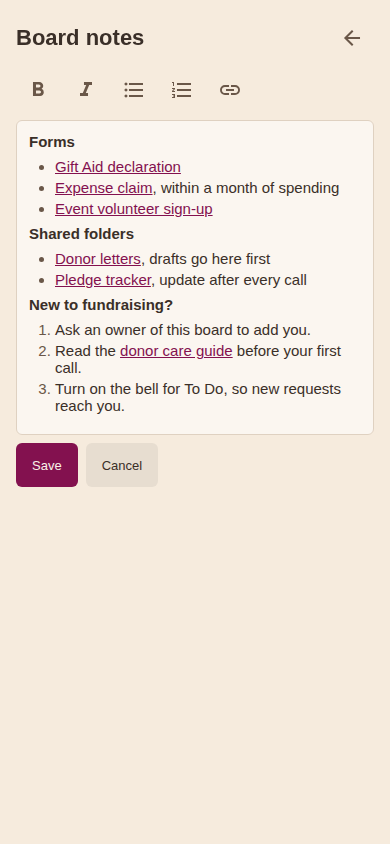 Board notes
Forms
Gift Aid declaration
Expense claim, within a month of spending
Event volunteer sign-up
Shared folders
Donor letters, drafts go here first
Pledge tracker, update after every call
New to fundraising?
1. Ask an owner of this board to add you.
2. Read the donor care guide before your first
call.
3. Turn on the bell for To Do, so new requests
reach you.
Save
Cancel